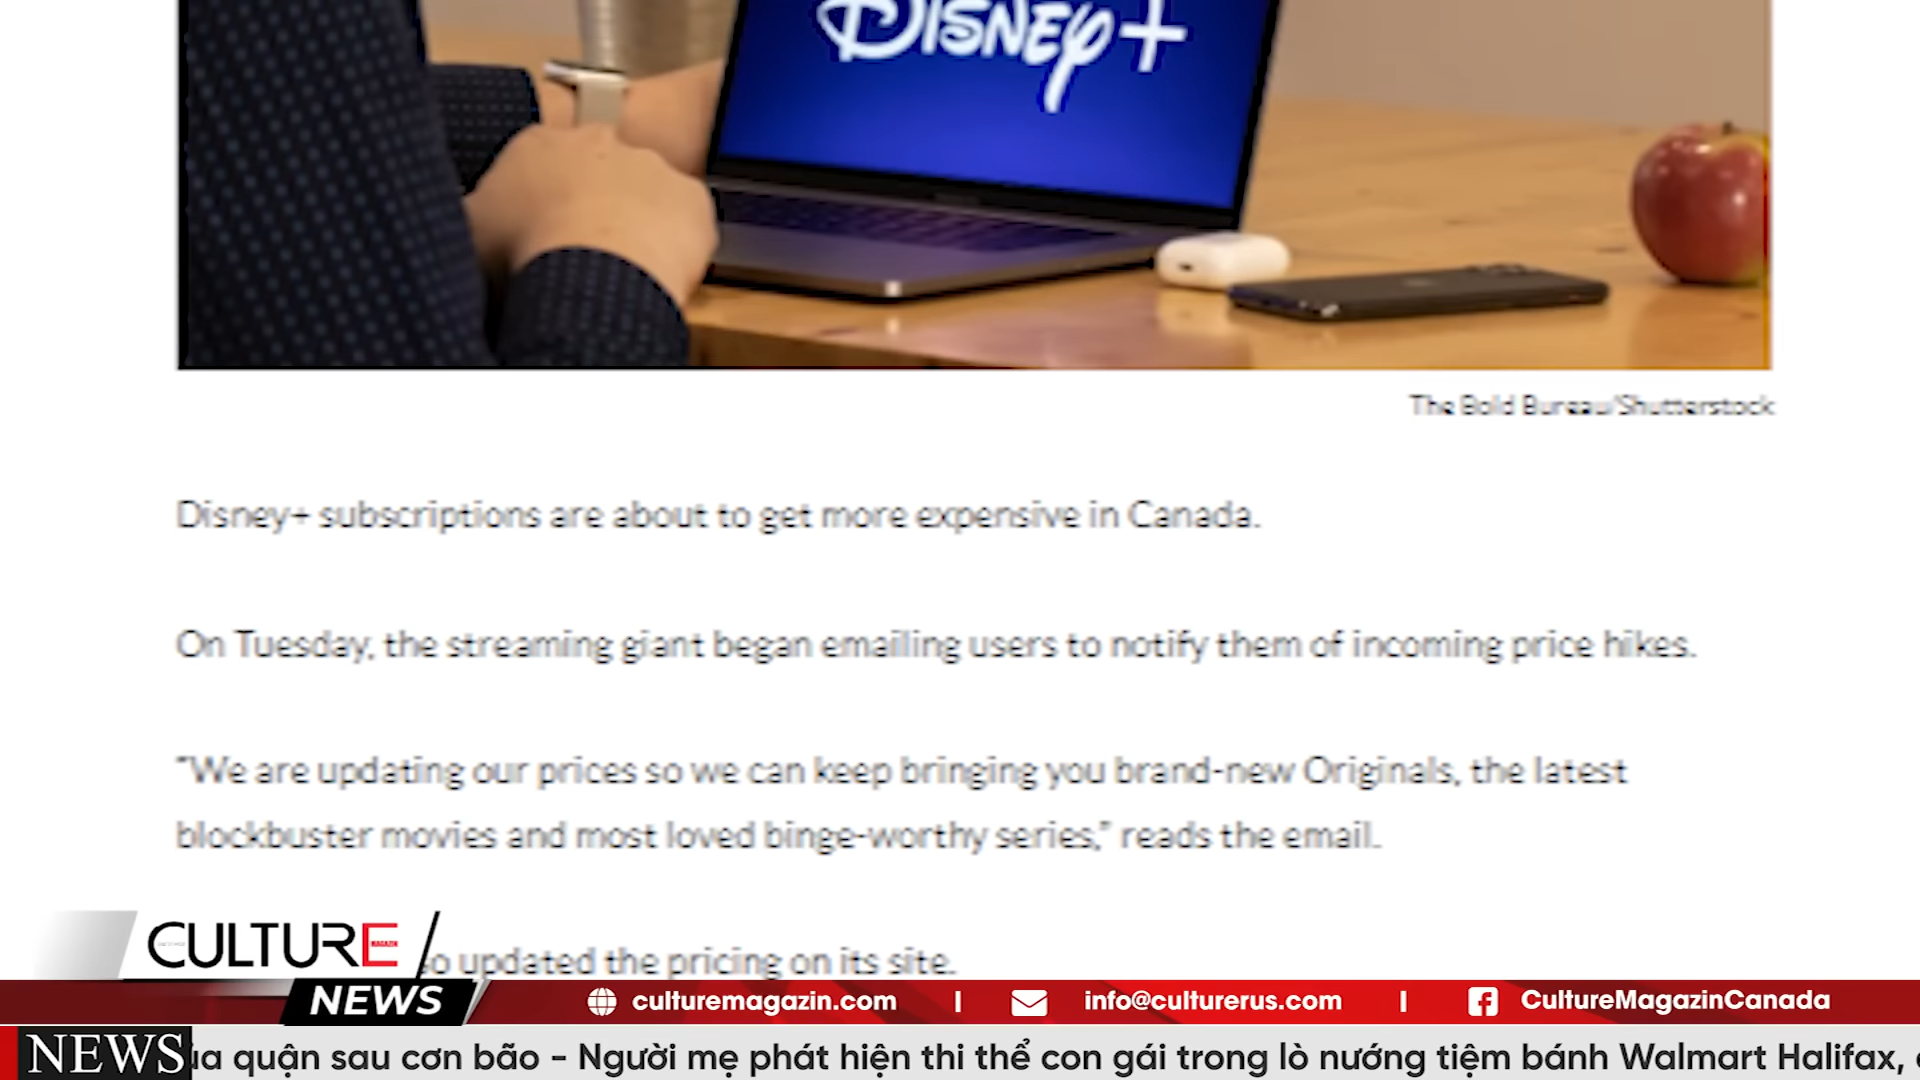 Disney+
The Bold Bureau/Shutterstock
Disney+ subscriptions are about to get more expensive in Canada.
On Tuesday, the streaming giant began emailing users to notify them of incoming price hikes.
"We are updating our prices so we can keep bringing you brand-new Originals, the latest
blockbuster movies and most loved binge-worthy series," reads the email.
so updated the pricing on its site.
CULTURE
NEWS
culturemagazin.com | info@culturerus.com | CultureMagazinCanada
NEWS
quận sau cơn bão - Người mẹ phát hiện thi thể con gái trong lò nướng tiệm bánh Walmart Halifax,